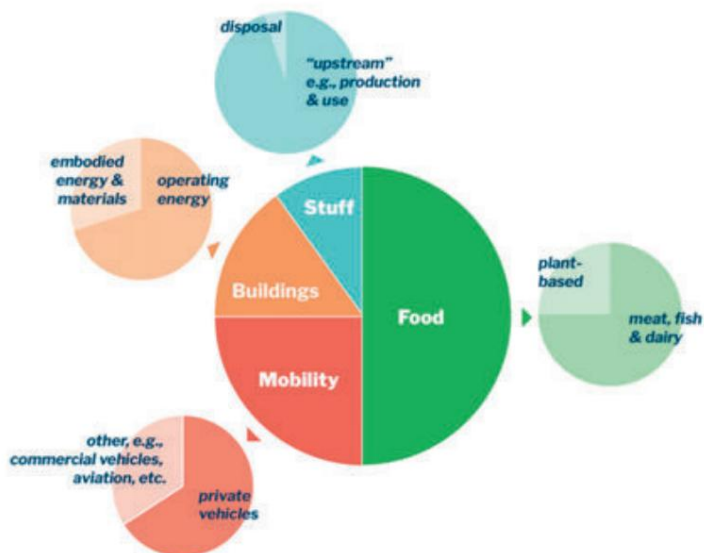 disposal
“upstream”
e.g., production
& use
embodied
energy &
materials
operating
energy
Stuff
Buildings
Food
Mobility
plant-
based
meat, fish
& dairy
other, e.g.,
commercial vehicles,
aviation, etc.
private
vehicles